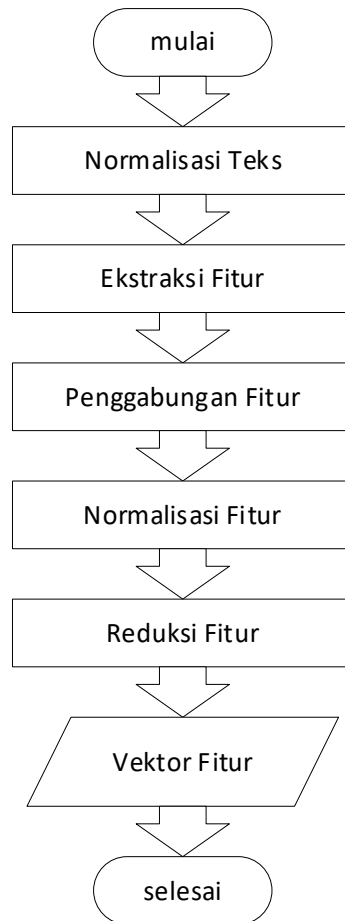 mulai
Normalisasi Teks
Ekstraksi Fitur
Penggabungan Fitur
Normalisasi Fitur
Reduksi Fitur
Vektor Fitur
selesai